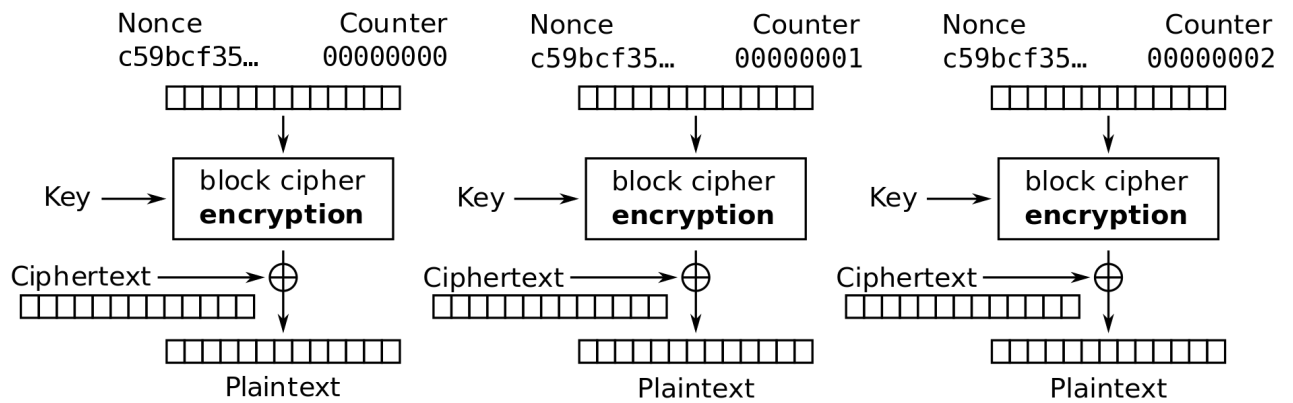 Nonce Counter Nonce Counter Nonce Counter
c59bcf35… 00000000 c59bcf35… 00000001 c59bcf35… 00000002
block cipher block cipher block cipher
Key encryption Key encryption Key encryption
Ciphertext Ciphertext Ciphertext
Plaintext Plaintext Plaintext